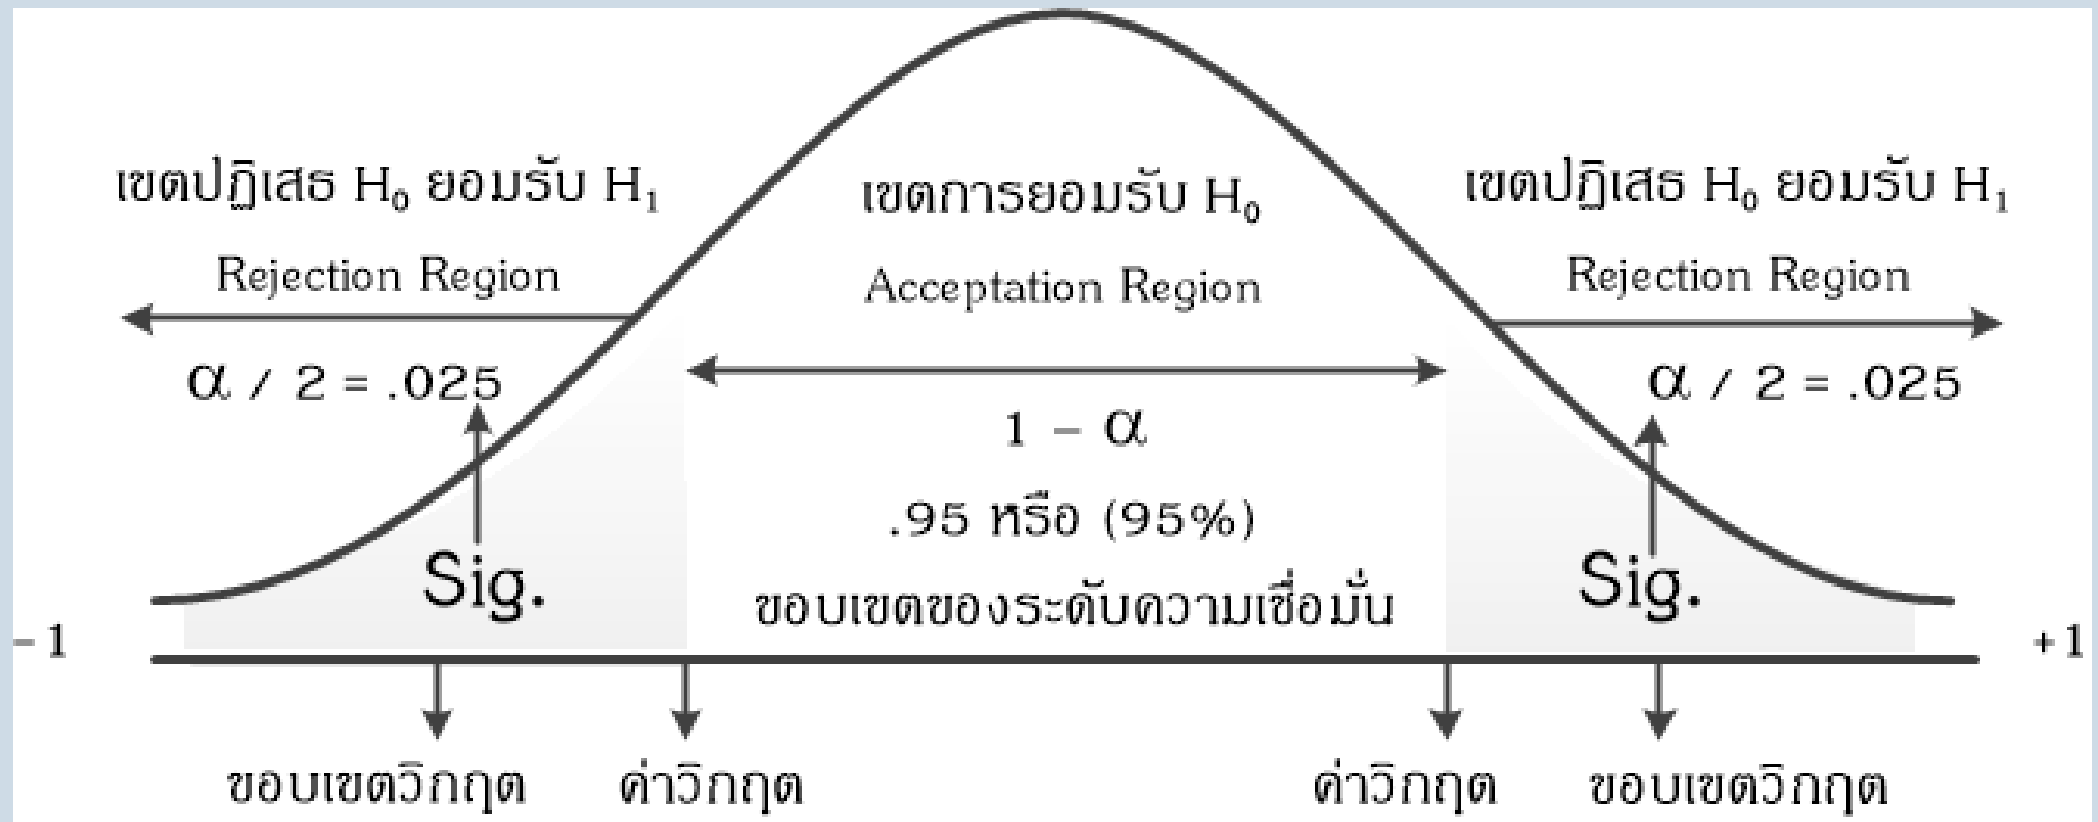 เขตปฏิเสธ H₀ ยอมรับ H₁
Rejection Region
α / 2 = .025
Sig.
เขตการยอมรับ H₀
Acceptation Region
1 – α
.95 หรือ (95%)
ขอบเขตของระดับความเชื่อมั่น
เขตปฏิเสธ H₀ ยอมรับ H₁
Rejection Region
α / 2 = .025
Sig.
-1
+1
ขอบเขตวิกฤต
ค่าวิกฤต
ค่าวิกฤต
ขอบเขตวิกฤต